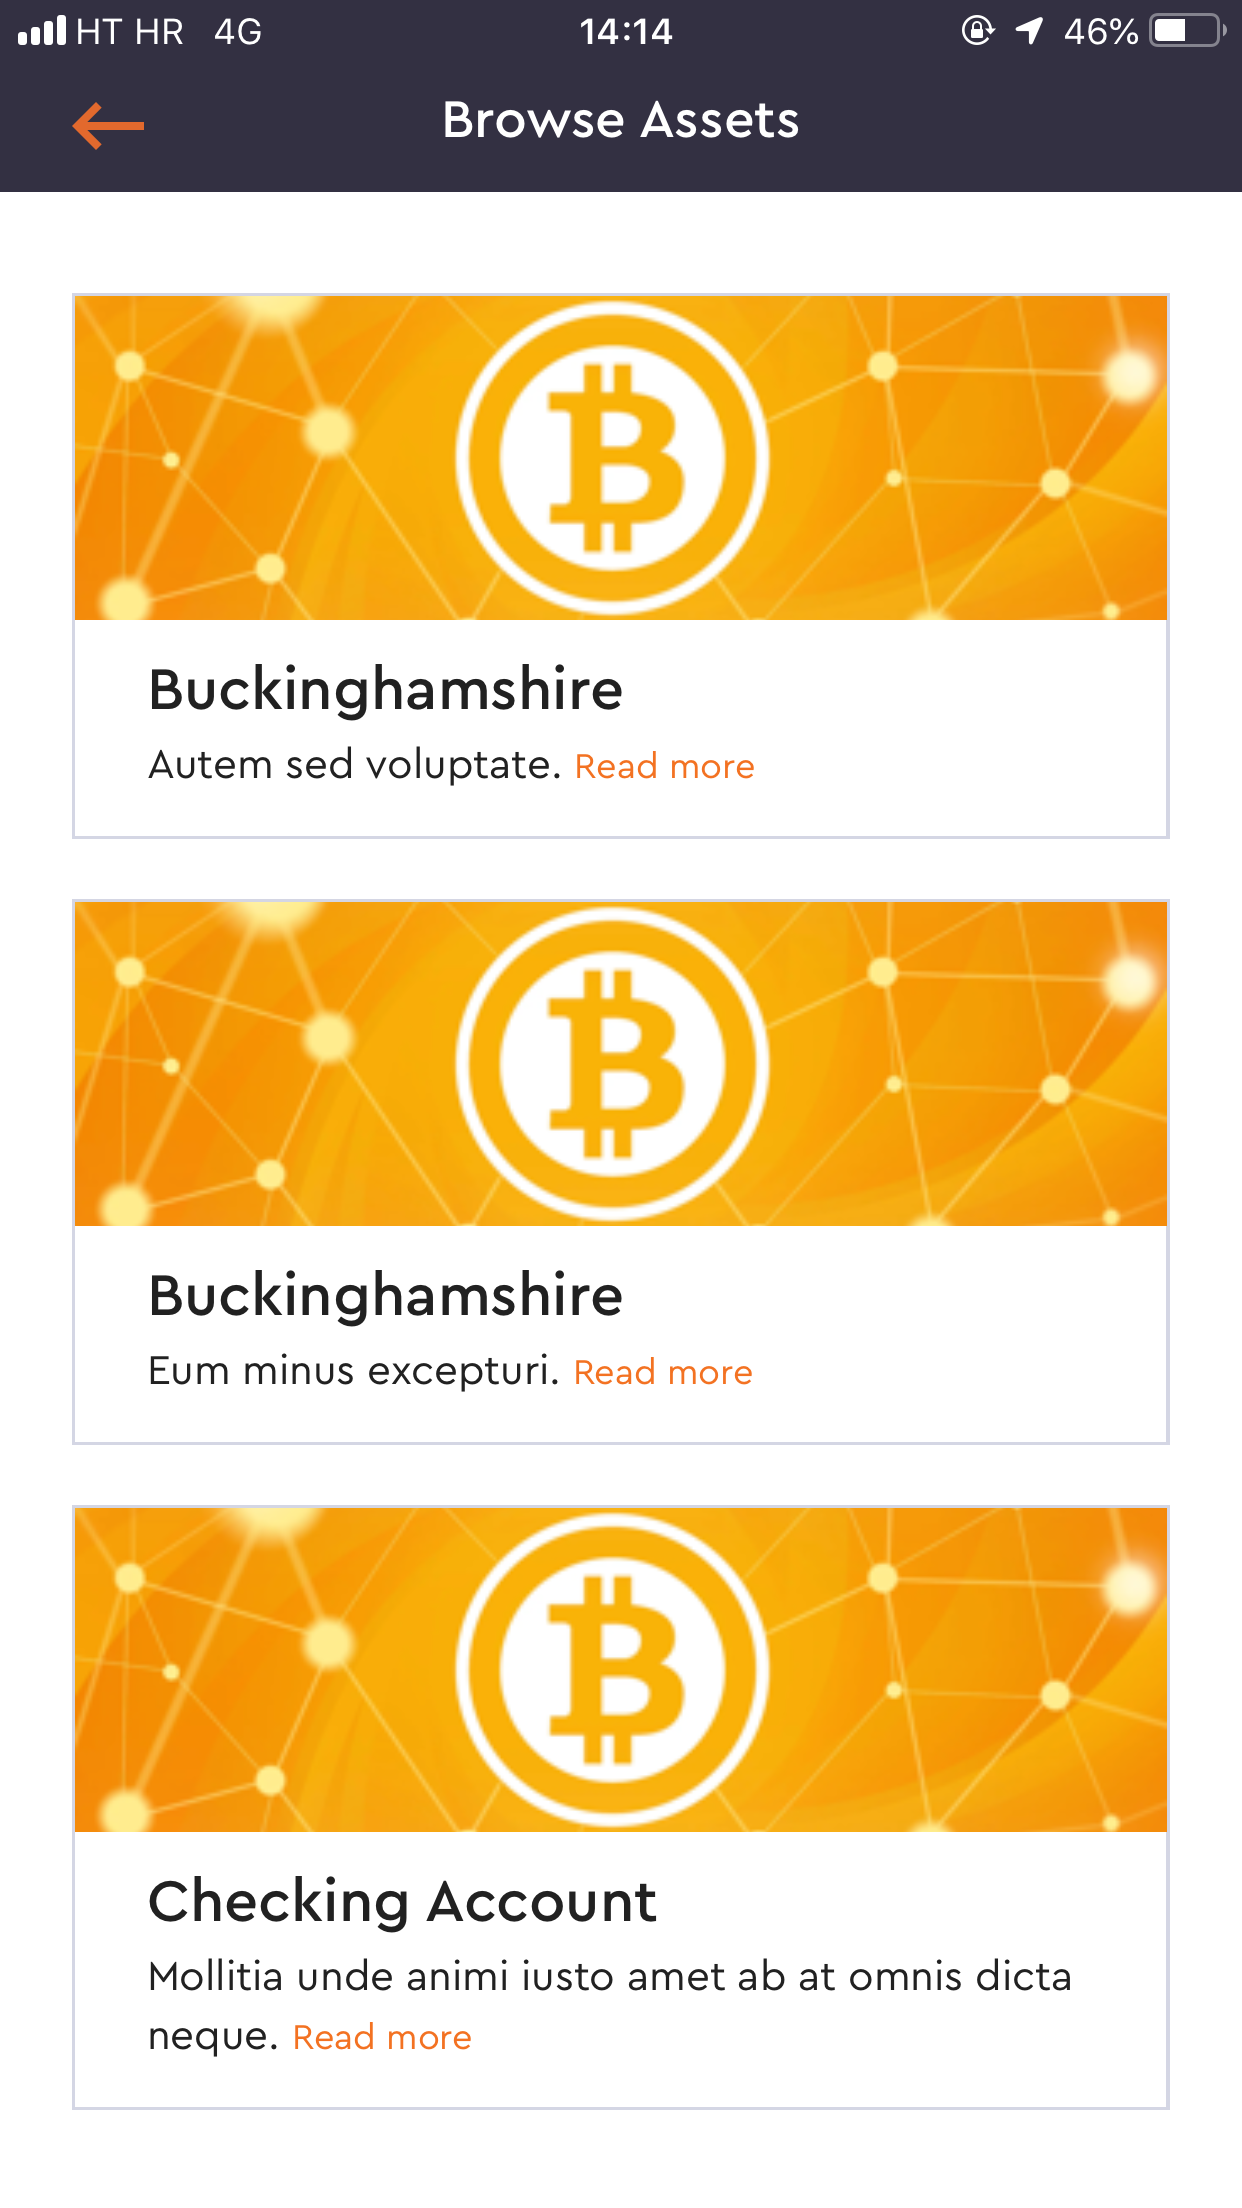 HT HR 4G 14:14 46%
Browse Assets
Buckinghamshire
Autem sed voluptate. Read more
Buckinghamshire
Eum minus excepturi. Read more
Checking Account
Mollitia unde animi iusto amet ab at omnis dicta
neque. Read more